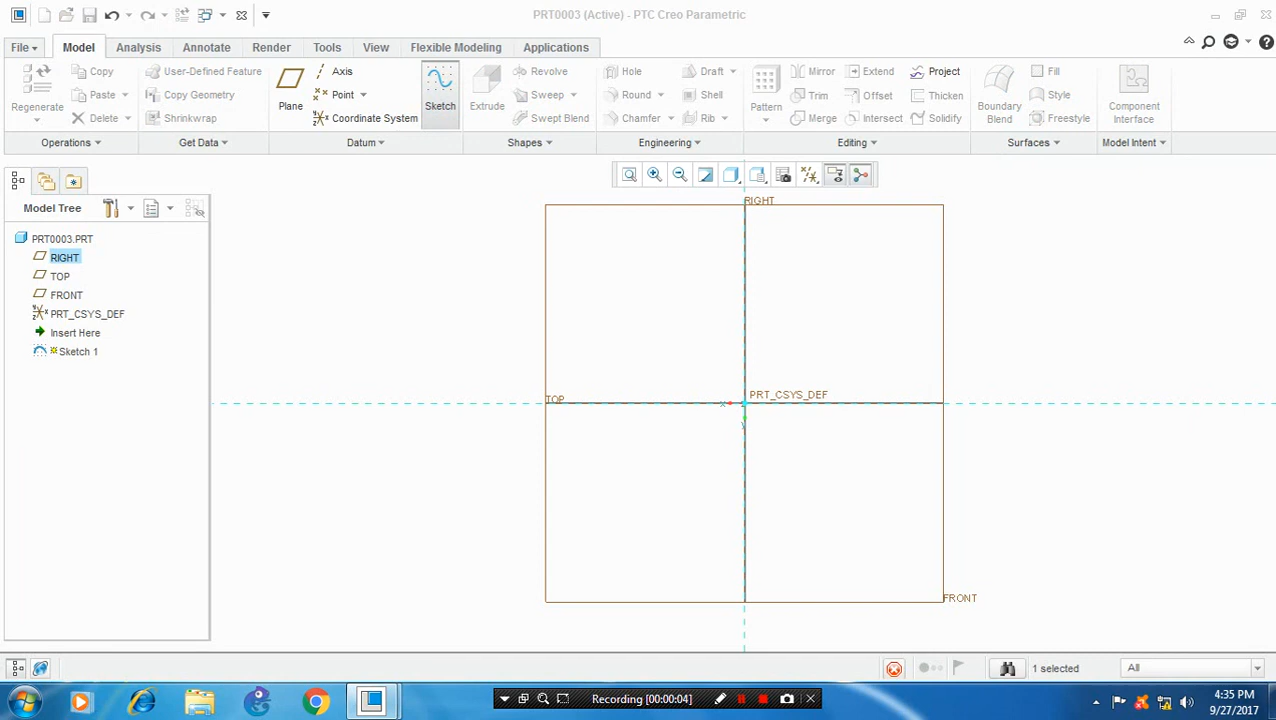 PRT0003 (Active) - PTC Creo Parametric
File Model Analysis Annotate Render Tools View Flexible Modeling Applications
Regenerate
Copy
Paste
Delete
Operations
User-Defined Feature
Copy Geometry
Shrinkwrap
Get Data
Plane
Axis
Point
Coordinate System
Sketch
Datum
Extrude
Revolve
Sweep
Swept Blend
Shapes
Hole
Round
Chamfer
Draft
Shell
Rib
Engineering
Pattern
Mirror
Trim
Merge
Extend
Offset
Intersect
Project
Thicken
Solidify
Editing
Boundary
Blend
Fill
Style
Freestyle
Surfaces
Component
Interface
Model Intent
Model Tree
PRT0003.PRT
RIGHT
TOP
FRONT
PRT_CSYS_DEF
Insert Here
Sketch 1
RIGHT
TOP
PRT_CSYS_DEF
x
y
FRONT
1 selected
All
Recording [00:00:04]
4:35 PM
9/27/2017